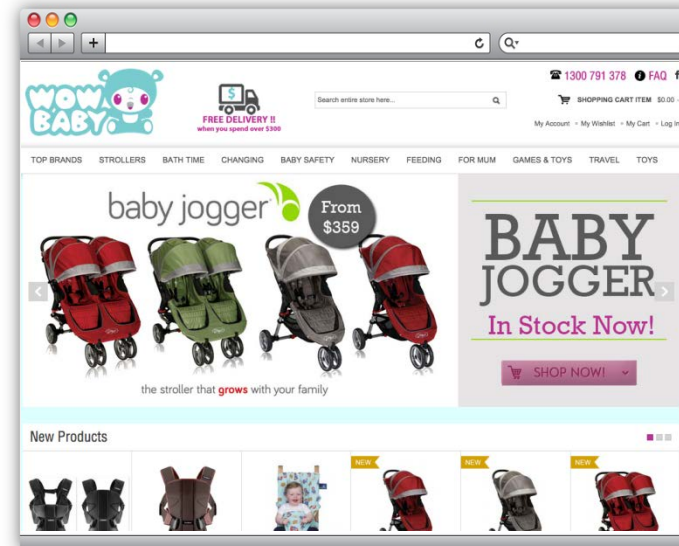 1300 791 378 FAQ
WOW
BABY
FREE DELIVERY !!
when you spend over $300
Search entire store here...
SHOPPING CART ITEM $0.00
My Account My Wishlist My Cart Log In
TOP BRANDS STROLLERS BATH TIME CHANGING BABY SAFETY NURSERY FEEDING FOR MUM GAMES & TOYS TRAVEL TOYS
baby jogger
From
$359
the stroller that grows with your family
BABY
JOGGER
In Stock Now!
SHOP NOW!
New Products
NEW NEW NEW